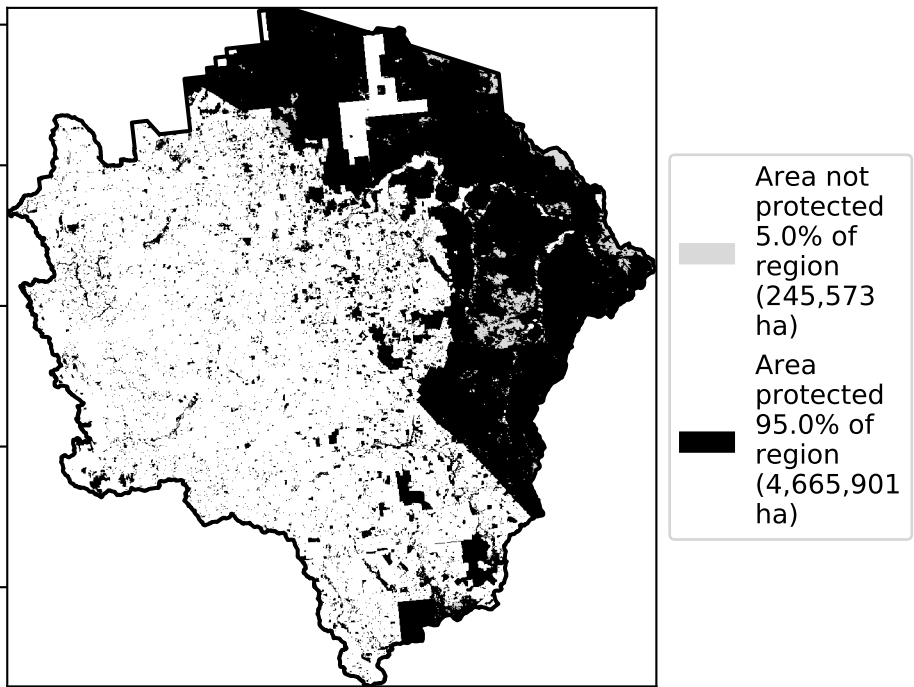 Area not
protected
5.0% of
region
(245,573
ha)
Area
protected
95.0% of
region
(4,665,901
ha)